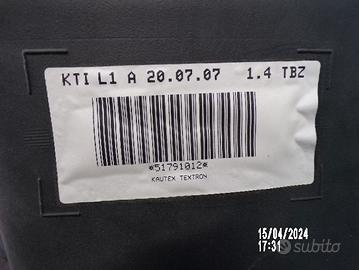 KTI L1 A 20.07.07 1.4 TBZ
*51791012*
KAUTEX TEXTRON
15/04/2024
17:31
subito